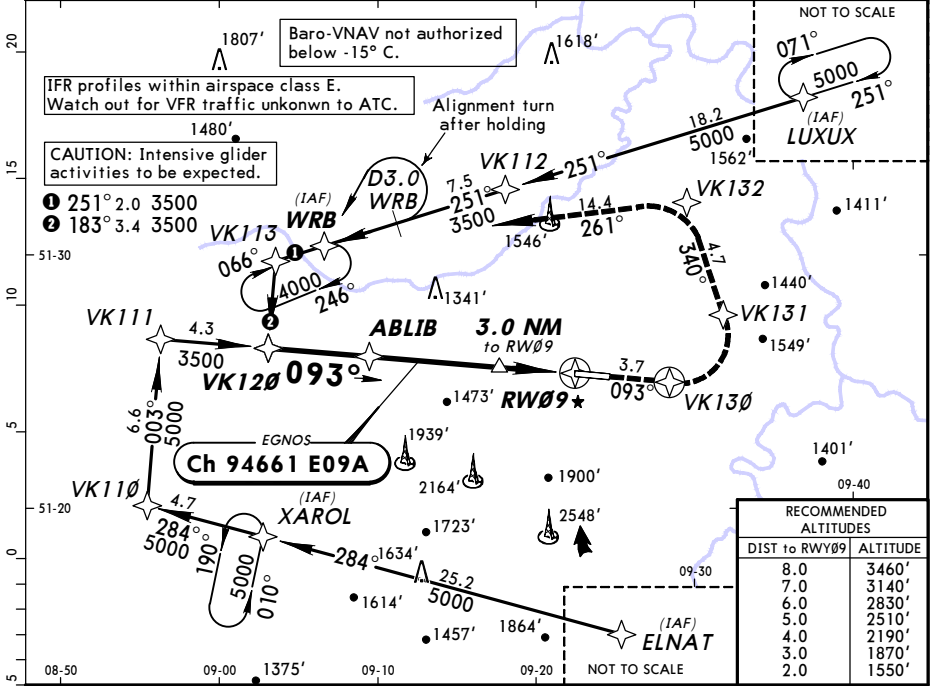 20
15
10
5
0
5
1807'
Baro-VNAV not authorized
below -15° C.
1618'
NOT TO SCALE
071°
5000
251°
(IAF)
LUXUX
IFR profiles within airspace class E.
Watch out for VFR traffic unkonwn to ATC.
Alignment turn
after holding
1480'
18.2
5000
1562'
CAUTION: Intensive glider
activities to be expected.
1 251° 2.0 3500
2 183° 3.4 3500
(IAF)
WRB
D3.0
WRB
VK112
251°
7.5
251°
3500
14.4
261°
1546'
VK132
1411'
VK113
1
066°
4000
246°
51-30
4.7
340°
1440'
1341'
2
VK131
1549'
VK111
4.3
3500
VK12Ø
ABLIB
093°
3.0 NM
to RWØ9
RWØ9
3.7
093°
VK13Ø
1473'
6.6
003°
5000
EGNOS
Ch 94661 E09A
1939'
2164'
1900'
1401'
09-40
VK11Ø
51-20
4.7
284°
5000
(IAF)
XAROL
190°
5000
010°
1723'
2548'
284°
1634'
25.2
5000
1614'
1457'
1864'
09-30
(IAF)
ELNAT
NOT TO SCALE
RECOMMENDED
ALTITUDES
DIST to RWYØ9 ALTITUDE
8.0 3460'
7.0 3140'
6.0 2830'
5.0 2510'
4.0 2190'
3.0 1870'
2.0 1550'
08-50
09-00
1375'
09-10
09-20